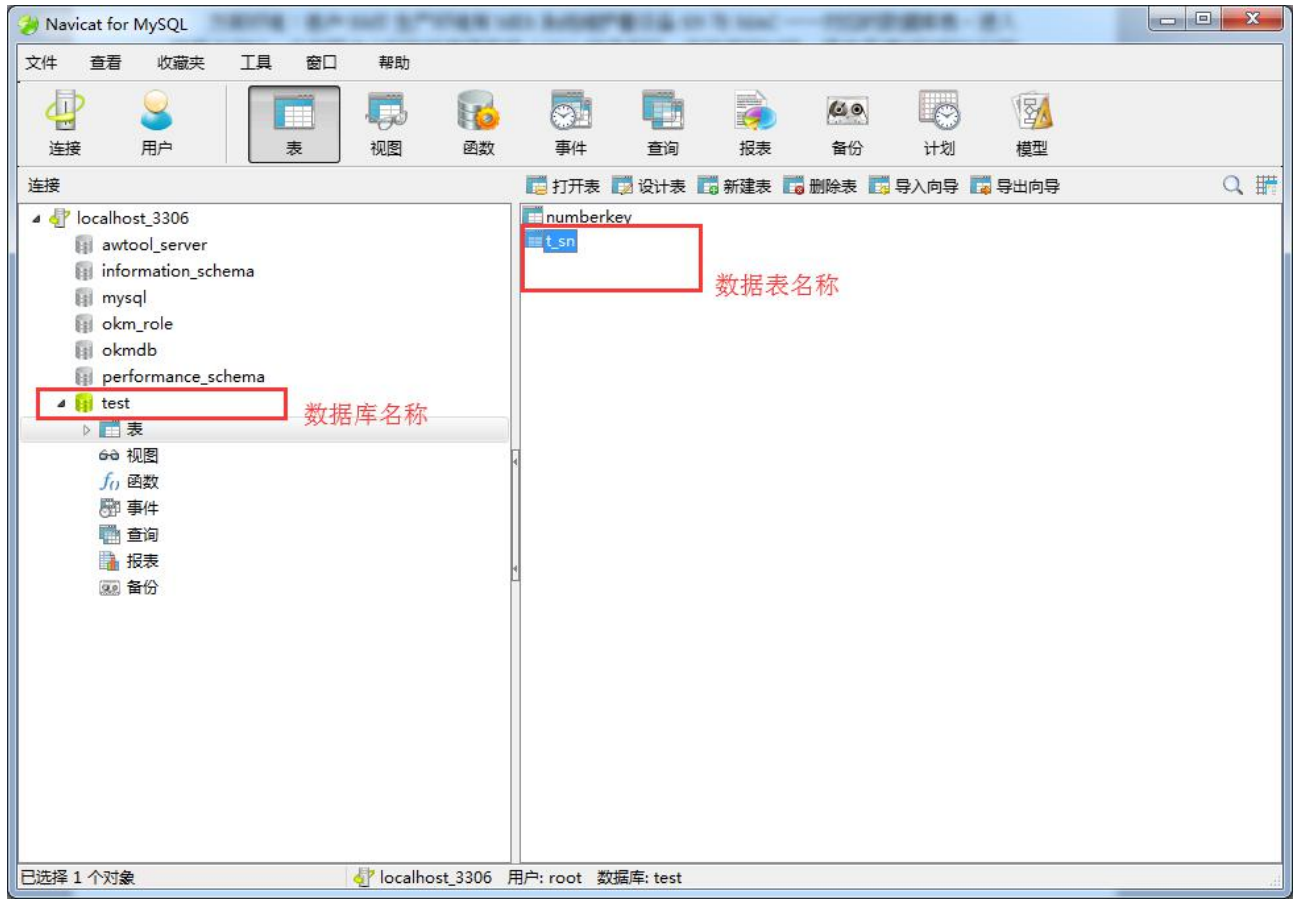 Navicat for MySQL
文件 查看 收藏夹 工具 窗口 帮助
连接 用户 表 视图 函数 事件 查询 报表 备份 计划 模型
连接
打开表 设计表 新建表 删除表 导入向导 导出向导
localhost_3306
awtool_server
information_schema
mysql
okm_role
okmdb
performance_schema
test
数据库名称
表
视图
函数
事件
查询
报表
备份
numberkey
t_sn
数据表名称
已选择 1 个对象 localhost_3306 用户: root 数据库: test